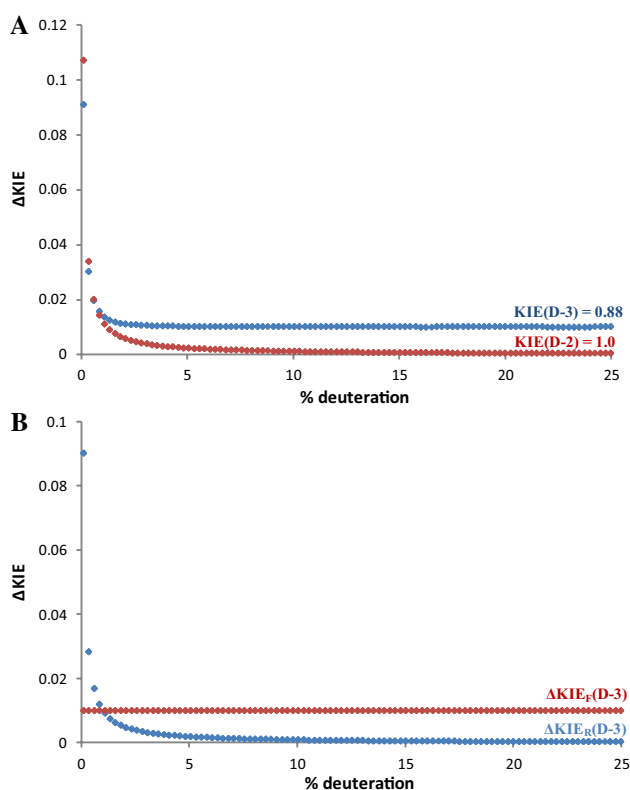 A
0.12
0.1
0.08
0.06
0.04
0.02
0
ΔKIE
KIE(D-3) = 0.88
KIE(D-2) = 1.0
0 5 10 15 20 25
% deuteration
B
0.1
0.08
0.06
0.04
0.02
0
ΔKIE
ΔKIEF(D-3)
ΔKIER(D-3)
0 5 10 15 20 25
% deuteration